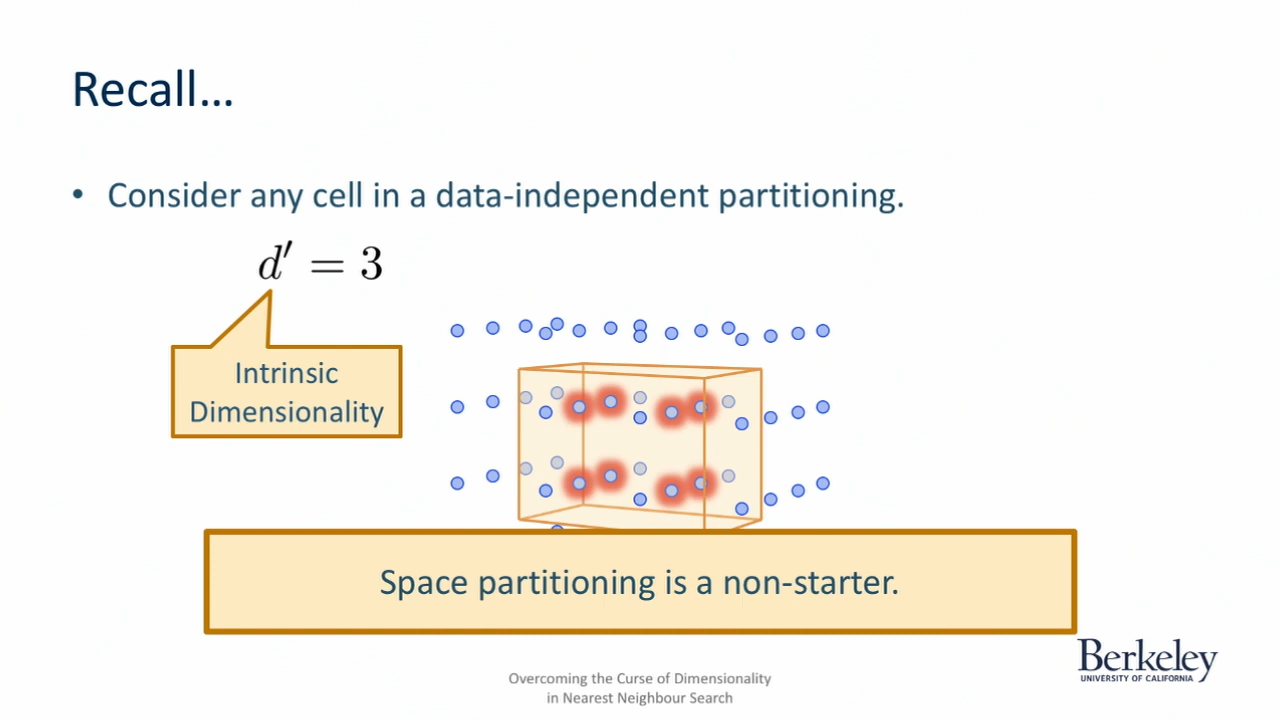 Recall...
• Consider any cell in a data-independent partitioning.
d′ = 3
Intrinsic
Dimensionality
Space partitioning is a non-starter.
Berkeley
UNIVERSITY OF CALIFORNIA
Overcoming the Curse of Dimensionality
in Nearest Neighbour Search